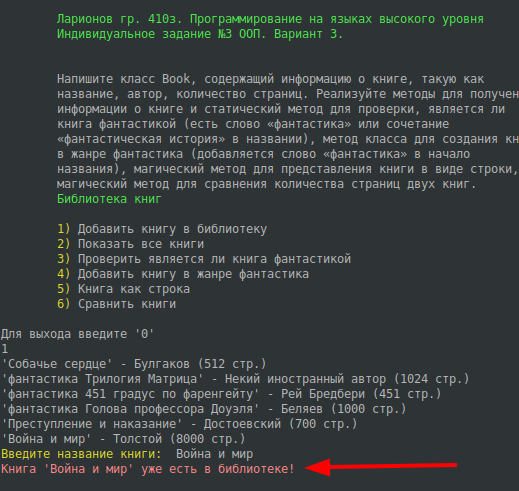 Ларионов гр. 410з. Программирование на языках высокого уровня
Индивидуальное задание №3 ООП. Вариант 3.
Напишите класс Book, содержащий информацию о книге, такую как
название, автор, количество страниц. Реализуйте методы для получен
информации о книге и статический метод для проверки, является ли
книга фантастикой (есть слово «фантастика» или сочетание
«фантастическая история» в названии), метод класса для создания кн
в жанре фантастика (добавляется слово «фантастика» в начало
названия), магический метод для представления книги в виде строки,
магический метод для сравнения количества страниц двух книг.
Библиотека книг
1) Добавить книгу в библиотеку
2) Показать все книги
3) Проверить является ли книга фантастикой
4) Добавить книгу в жанре фантастика
5) Книга как строка
6) Сравнить книги
Для выхода введите '0'
1
'Собачье сердце' - Булгаков (512 стр.)
'фантастика Трилогия Матрица' - Некий иностранный автор (1024 стр.)
'фантастика 451 градус по фаренгейту' - Рей Бредбери (451 стр.)
'фантастика Голова профессора Доуэля' - Беляев (1000 стр.)
'Преступление и наказание' - Достоевский (700 стр.)
'Война и мир' - Толстой (8000 стр.)
Введите название книги: Война и мир
Книга 'Война и мир' уже есть в библиотеке!